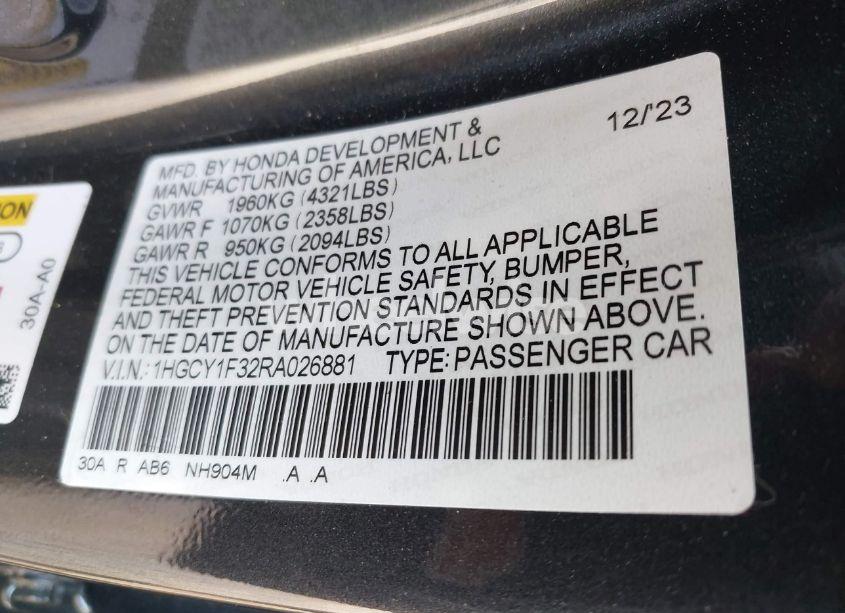 12/'23
MFD. BY HONDA DEVELOPMENT &
MANUFACTURING OF AMERICA, LLC
GVWR 1960KG (4321LBS)
GAWR F 1070KG (2358LBS)
GAWR R 950KG (2094LBS)
THIS VEHICLE CONFORMS TO ALL APPLICABLE
FEDERAL MOTOR VEHICLE SAFETY, BUMPER,
AND THEFT PREVENTION STANDARDS IN EFFECT
ON THE DATE OF MANUFACTURE SHOWN ABOVE.
V.I.N.: 1HGCY1F32RA026881 TYPE: PASSENGER CAR
30A R AB6 NH904M .A .A
30A-A0